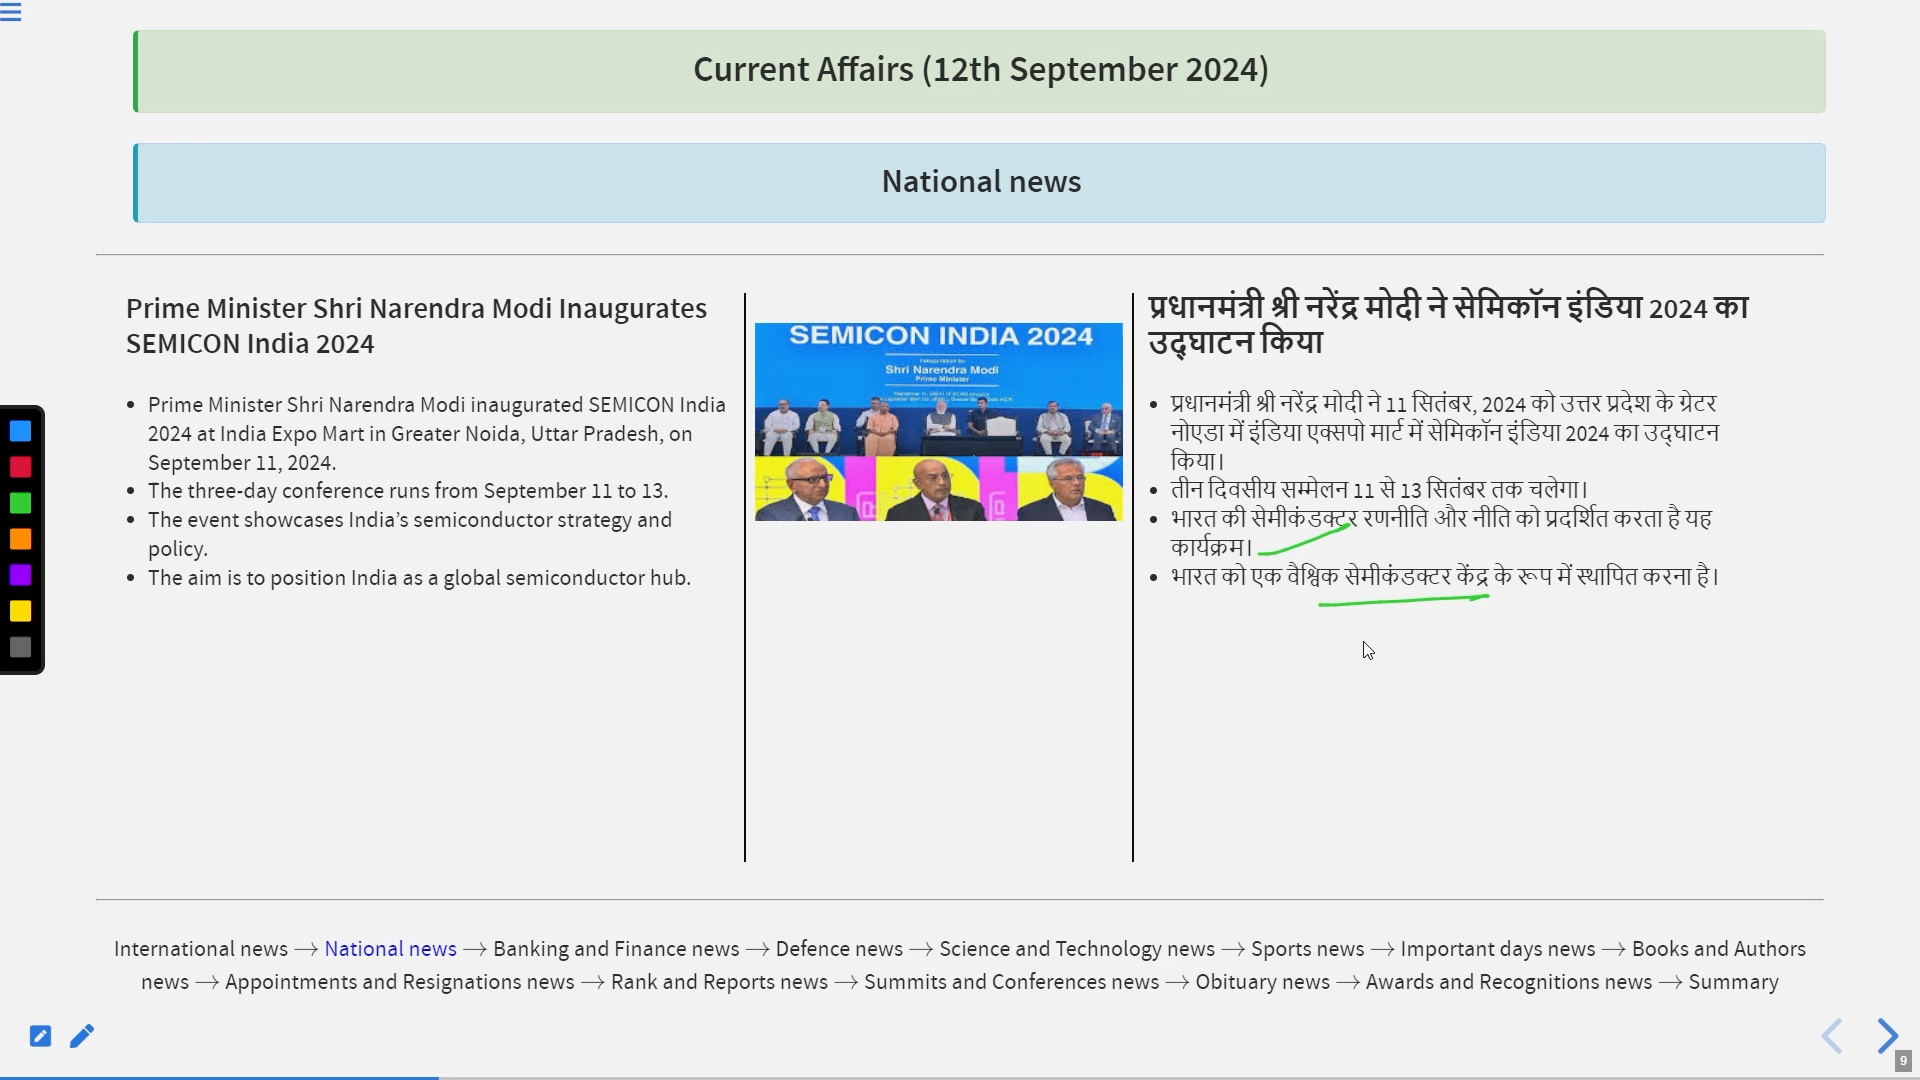 Current Affairs (12th September 2024)
National news
Prime Minister Shri Narendra Modi Inaugurates
SEMICON India 2024
• Prime Minister Shri Narendra Modi inaugurated SEMICON India
2024 at India Expo Mart in Greater Noida, Uttar Pradesh, on
September 11, 2024.
• The three-day conference runs from September 11 to 13.
• The event showcases India’s semiconductor strategy and
policy.
• The aim is to position India as a global semiconductor hub.
SEMICON INDIA 2024
Shri Narendra Modi
Prime Minister
प्रधानमंत्री श्री नरेंद्र मोदी ने सेमिकॉन इंडिया 2024 का
उद्घाटन किया
• प्रधानमंत्री श्री नरेंद्र मोदी ने 11 सितंबर, 2024 को उत्तर प्रदेश के ग्रेटर
नोएडा में इंडिया एक्सपो मार्ट में सेमिकॉन इंडिया 2024 का उद्घाटन
किया।
• तीन दिवसीय सम्मेलन 11 से 13 सितंबर तक चलेगा।
• भारत की सेमीकंडक्टर रणनीति और नीति को प्रदर्शित करता है यह
कार्यक्रम।
• भारत को एक वैश्विक सेमीकंडक्टर केंद्र के रूप में स्थापित करना है।
International news → National news → Banking and Finance news → Defence news → Science and Technology news → Sports news → Important days news → Books and Authors
news → Appointments and Resignations news → Rank and Reports news → Summits and Conferences news → Obituary news → Awards and Recognitions news → Summary
9